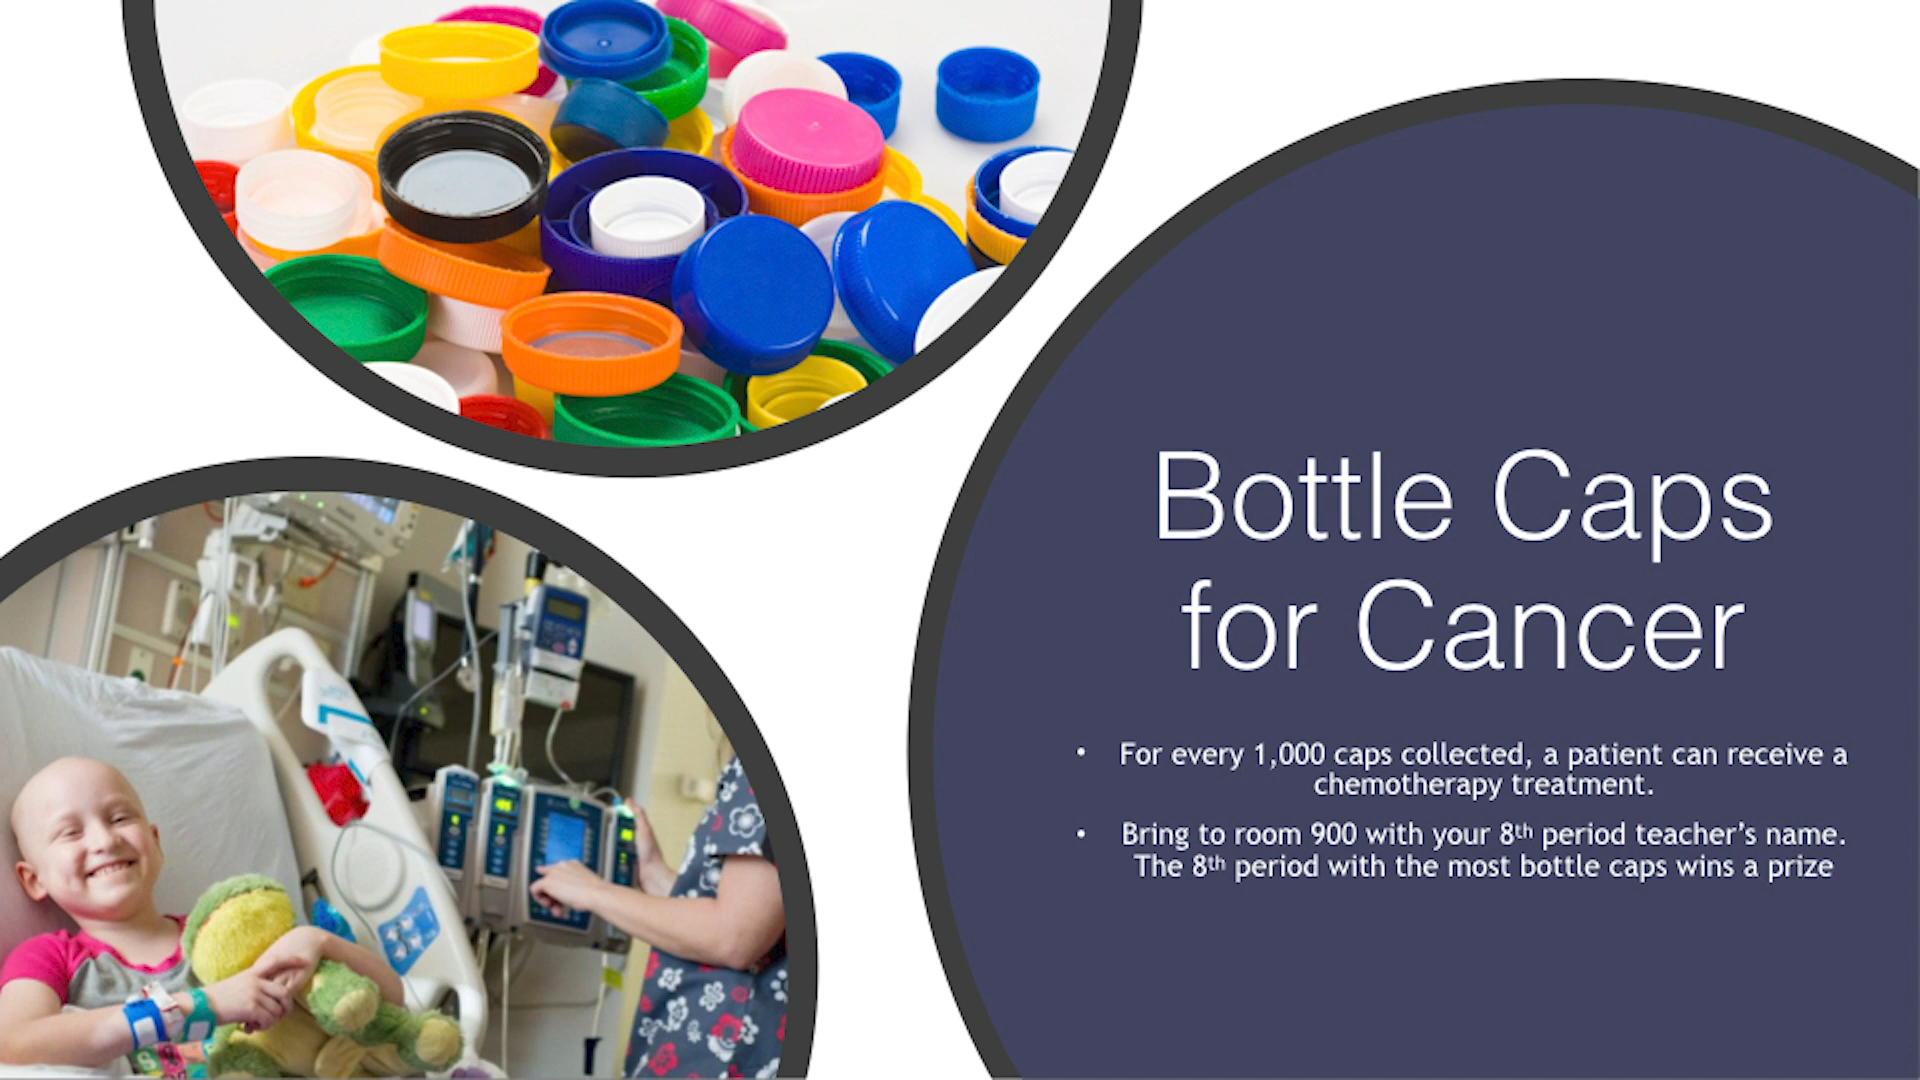 Bottle Caps
for Cancer
• For every 1,000 caps collected, a patient can receive a
chemotherapy treatment.
• Bring to room 900 with your 8th period teacher's name.
The 8th period with the most bottle caps wins a prize